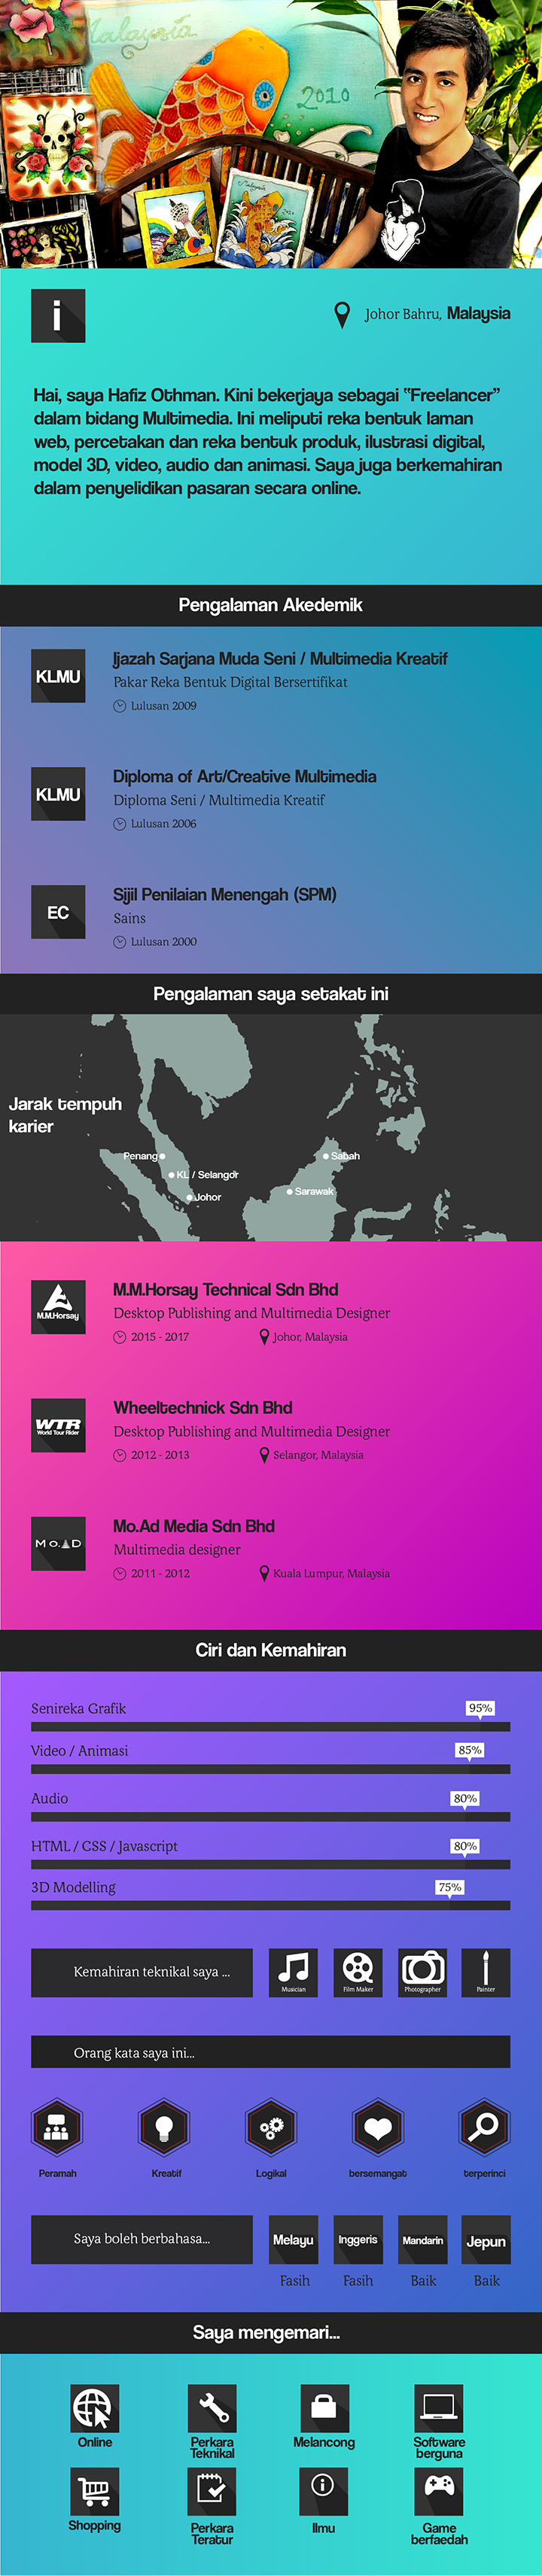 Malaysia
2010
Malaysia
i
Johor Bahru, Malaysia
Hai, saya Hafiz Othman. Kini bekerjaya sebagai “Freelancer”
dalam bidang Multimedia. Ini meliputi reka bentuk laman
web, percetakan dan reka bentuk produk, ilustrasi digital,
model 3D, video, audio dan animasi. Saya juga berkemahiran
dalam penyelidikan pasaran secara online.
Pengalaman Akedemik
KLMU
Ijazah Sarjana Muda Seni / Multimedia Kreatif
Pakar Reka Bentuk Digital Bersertifikat
Lulusan 2009
KLMU
Diploma of Art/Creative Multimedia
Diploma Seni / Multimedia Kreatif
Lulusan 2006
EC
Sijil Penilaian Menengah (SPM)
Sains
Lulusan 2000
Pengalaman saya setakat ini
Jarak tempuh
karier
Penang
Sabah
KL / Selangor
Sarawak
Johor
M.M.Horsay
M.M.Horsay Technical Sdn Bhd
Desktop Publishing and Multimedia Designer
2015 - 2017 Johor, Malaysia
WTR
World Tour Rider
Wheeltechnick Sdn Bhd
Desktop Publishing and Multimedia Designer
2012 - 2013 Selangor, Malaysia
Mo.AD
Mo.Ad Media Sdn Bhd
Multimedia designer
2011 - 2012 Kuala Lumpur, Malaysia
Ciri dan Kemahiran
Senireka Grafik 95%
Video / Animasi 85%
Audio 80%
HTML / CSS / Javascript 80%
3D Modelling 75%
Kemahiran teknikal saya ...
Musician Film Maker Photographer Painter
Orang kata saya ini...
Peramah Kreatif Logikal bersemangat terperinci
Saya boleh berbahasa...
Melayu Inggeris Mandarin Jepun
Fasih Fasih Baik Baik
Saya mengemari...
Online
Perkara
Teknikal
Melancong
Software
berguna
Shopping
Perkara
Teratur
Ilmu
Game
berfaedah